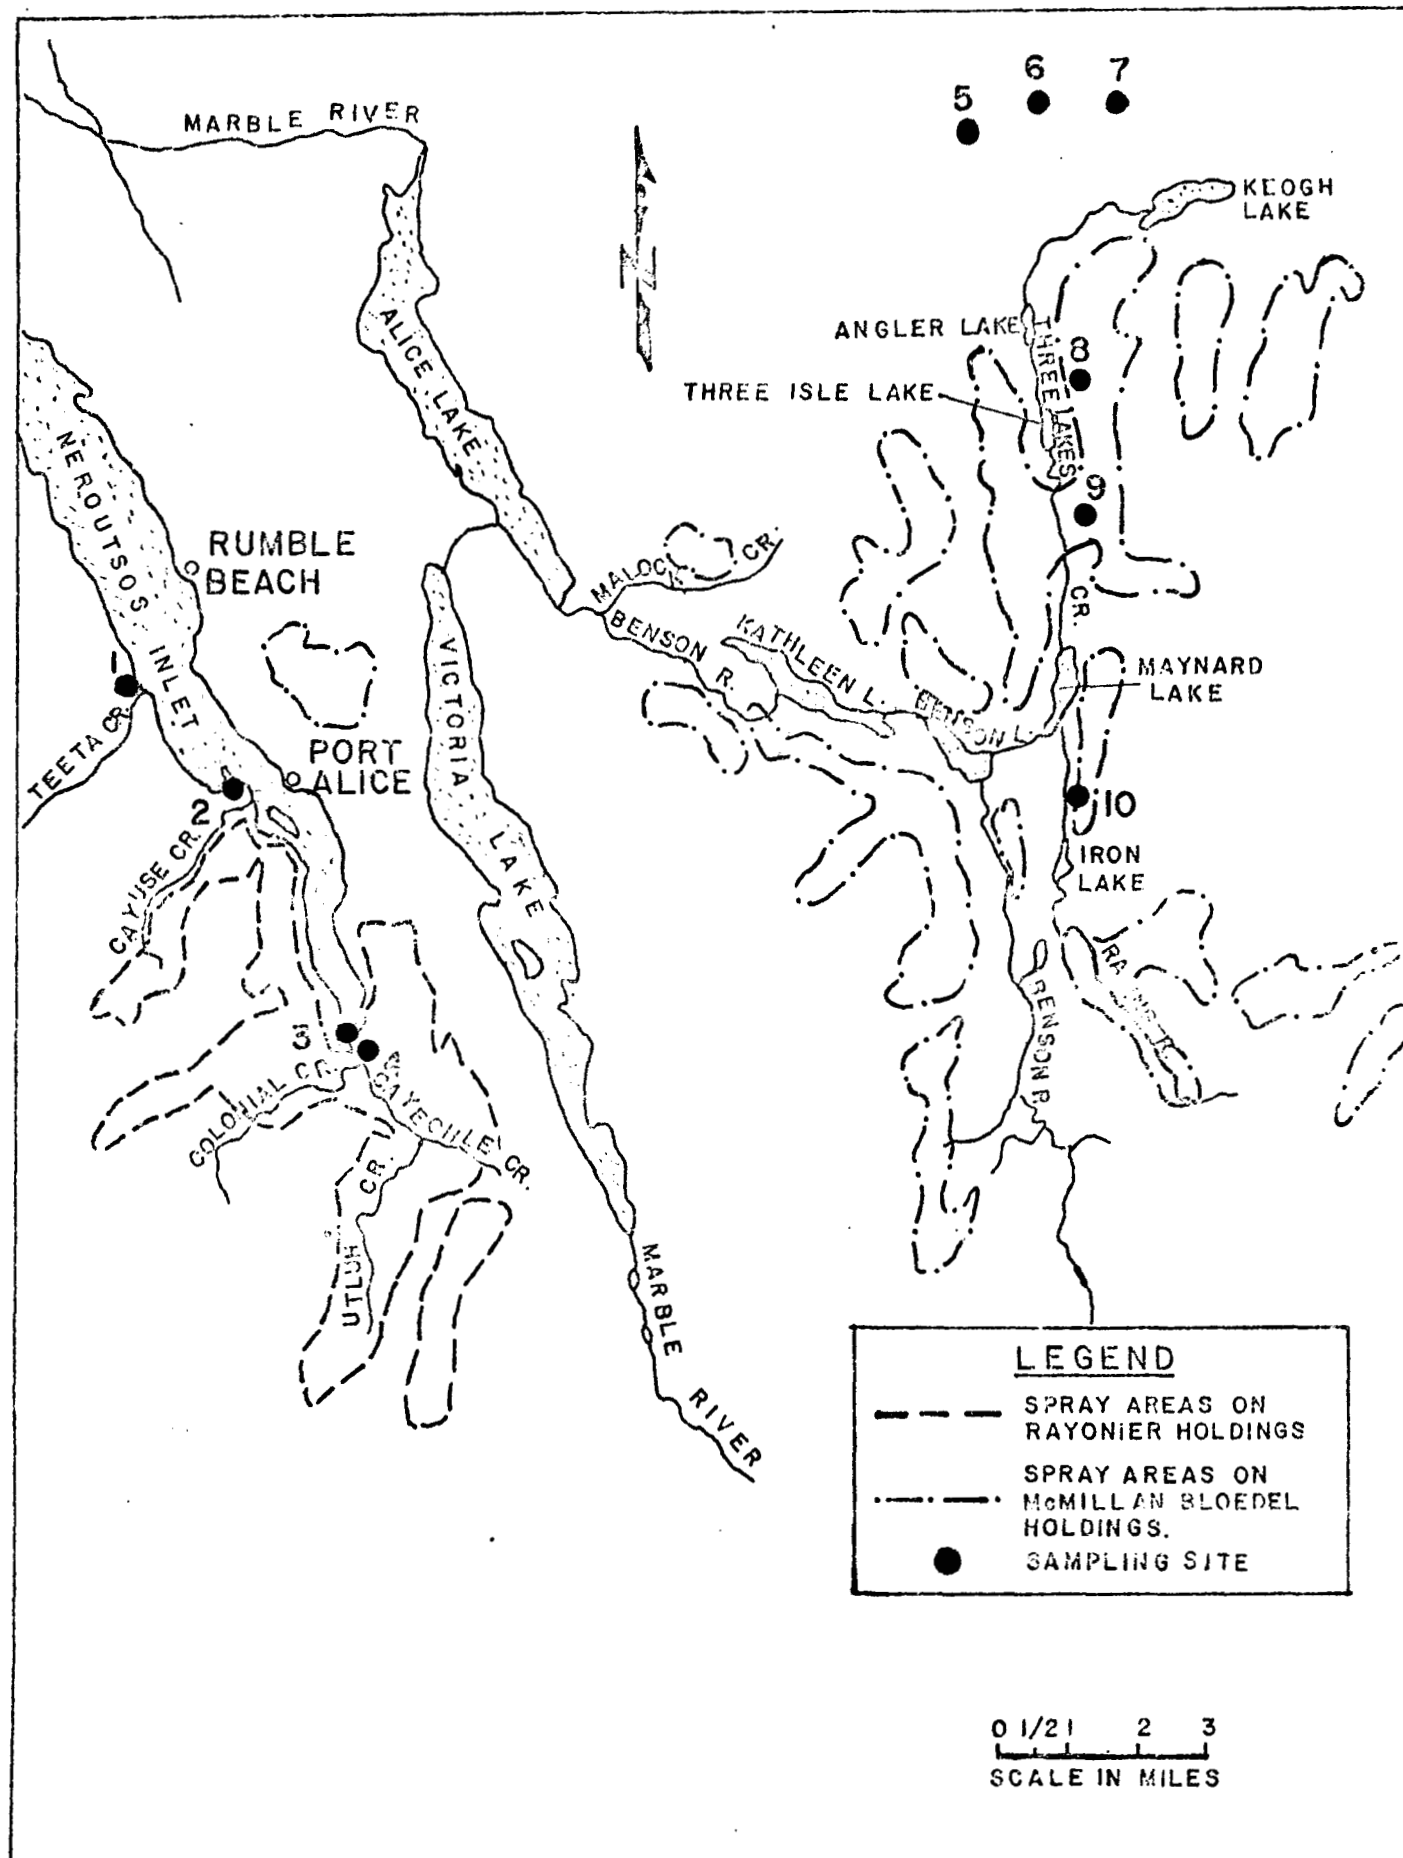 MARBLE RIVER
5
6
7
KEOGH
LAKE
N
ALICE LAKE
ANGLER LAKE
THREE ISLE LAKE
THREE LAKES
CR.
8
9
NEROUTSOS INLET
RUMBLE
BEACH
MALOCK CR
BENSON R.
KATHLEEN L.
BENSON L.
MAYNARD
LAKE
1
TEETA CR.
PORT
ALICE
VICTORIA LAKE
2
CAYUSE CR.
10
IRON
LAKE
BENSON R.
3
COLONIAL CR.
CAYECHLE CR.
UTLUH CR.
MARBLE RIVER
LEGEND
SPRAY AREAS ON
RAYONIER HOLDINGS
SPRAY AREAS ON
McMILLAN BLOEDEL
HOLDINGS.
SAMPLING SITE
0 1/2 1 2 3
SCALE IN MILES